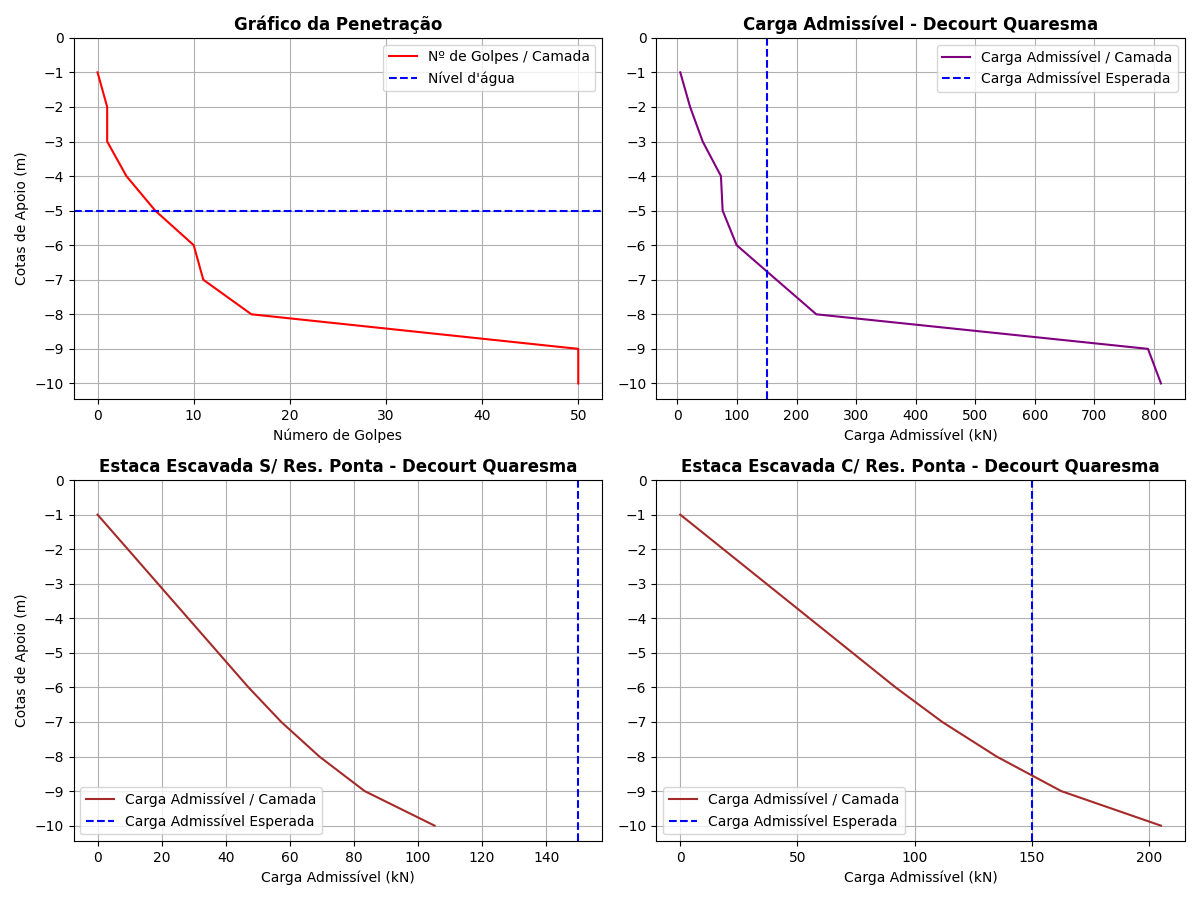 Gráfico da Penetração
0
−1
−2
−3
−4
−5
−6
−7
−8
−9
−10
Cotas de Apoio (m)
Nº de Golpes / Camada
Nível d'água
0 10 20 30 40 50
Número de Golpes
Carga Admissível - Decourt Quaresma
0
−1
−2
−3
−4
−5
−6
−7
−8
−9
−10
Carga Admissível / Camada
Carga Admissível Esperada
0 100 200 300 400 500 600 700 800
Carga Admissível (kN)
Estaca Escavada S/ Res. Ponta - Decourt Quaresma
0
−1
−2
−3
−4
−5
−6
−7
−8
−9
−10
Cotas de Apoio (m)
Carga Admissível / Camada
Carga Admissível Esperada
0 20 40 60 80 100 120 140
Carga Admissível (kN)
Estaca Escavada C/ Res. Ponta - Decourt Quaresma
0
−1
−2
−3
−4
−5
−6
−7
−8
−9
−10
Carga Admissível / Camada
Carga Admissível Esperada
0 50 100 150 200
Carga Admissível (kN)